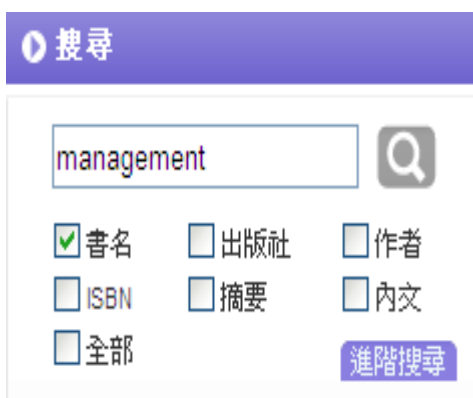 搜尋
management
書名 出版社 作者
ISBN 摘要 內文
全部
進階搜尋